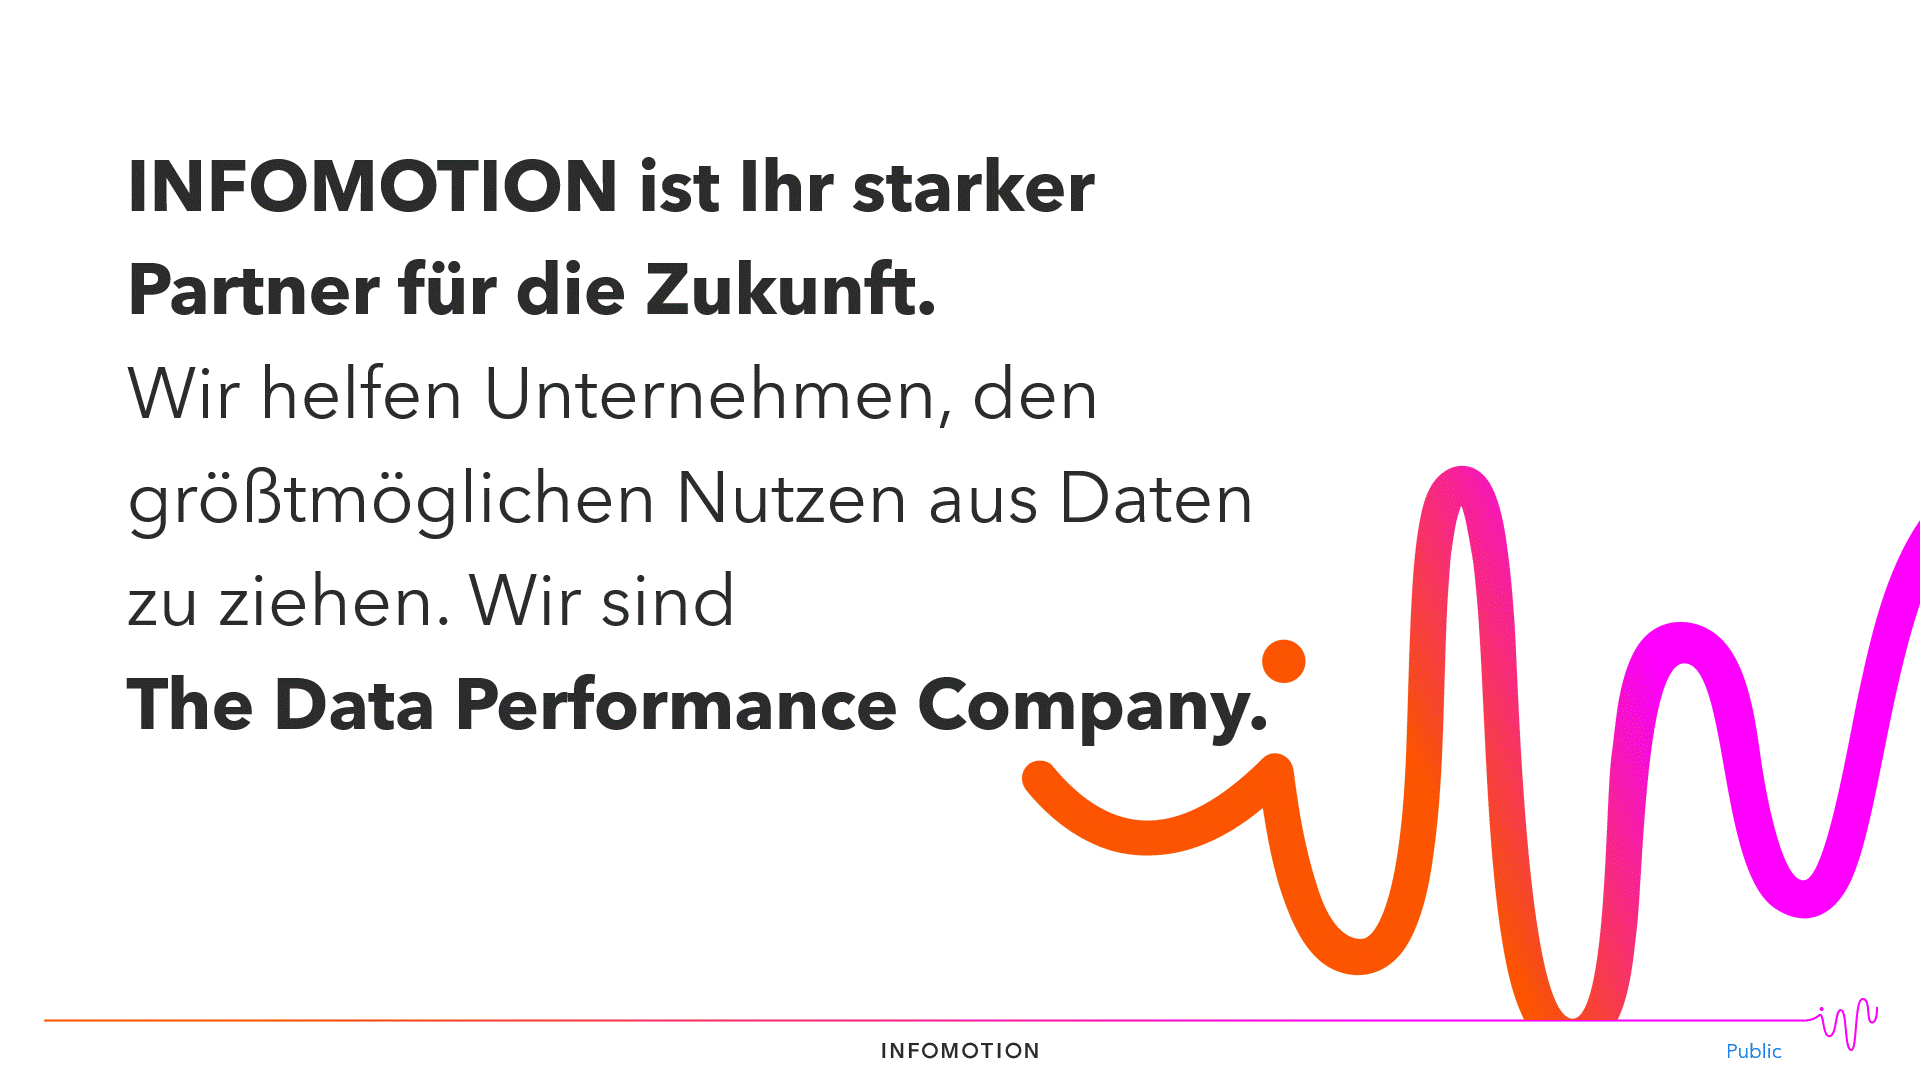 INFOMOTION ist Ihr starker
Partner für die Zukunft.
Wir helfen Unternehmen, den
größtmöglichen Nutzen aus Daten
zu ziehen. Wir sind
The Data Performance Company.
INFOMOTION
Public